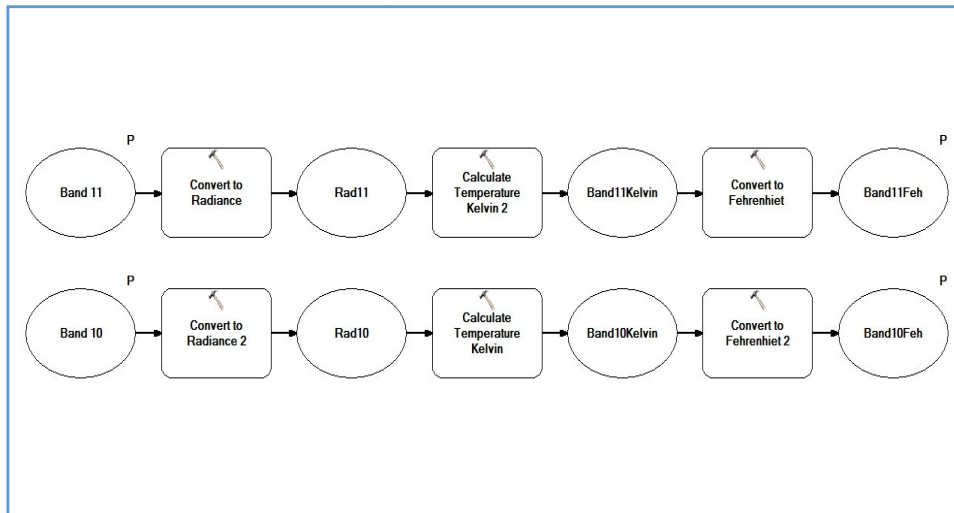 P
P
Band 11
Convert to
Radiance
Rad11
Calculate
Temperature
Kelvin 2
Band11Kelvin
Convert to
Fehrenhiet
Band11Feh
P
P
Band 10
Convert to
Radiance 2
Rad10
Calculate
Temperature
Kelvin
Band10Kelvin
Convert to
Fehrenhiet 2
Band10Feh